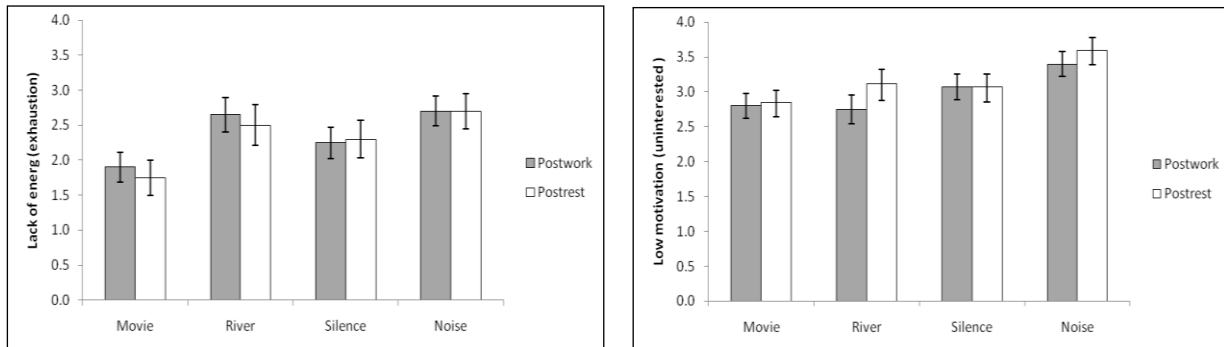 Lack of energ (exhaustion)
4.0
3.5
3.0
2.5
2.0
1.5
1.0
0.5
0.0
Movie River Silence Noise
Postwork
Postrest
Low motivation (uninterested)
4.0
3.5
3.0
2.5
2.0
1.5
1.0
0.5
0.0
Movie River Silence Noise
Postwork
Postrest